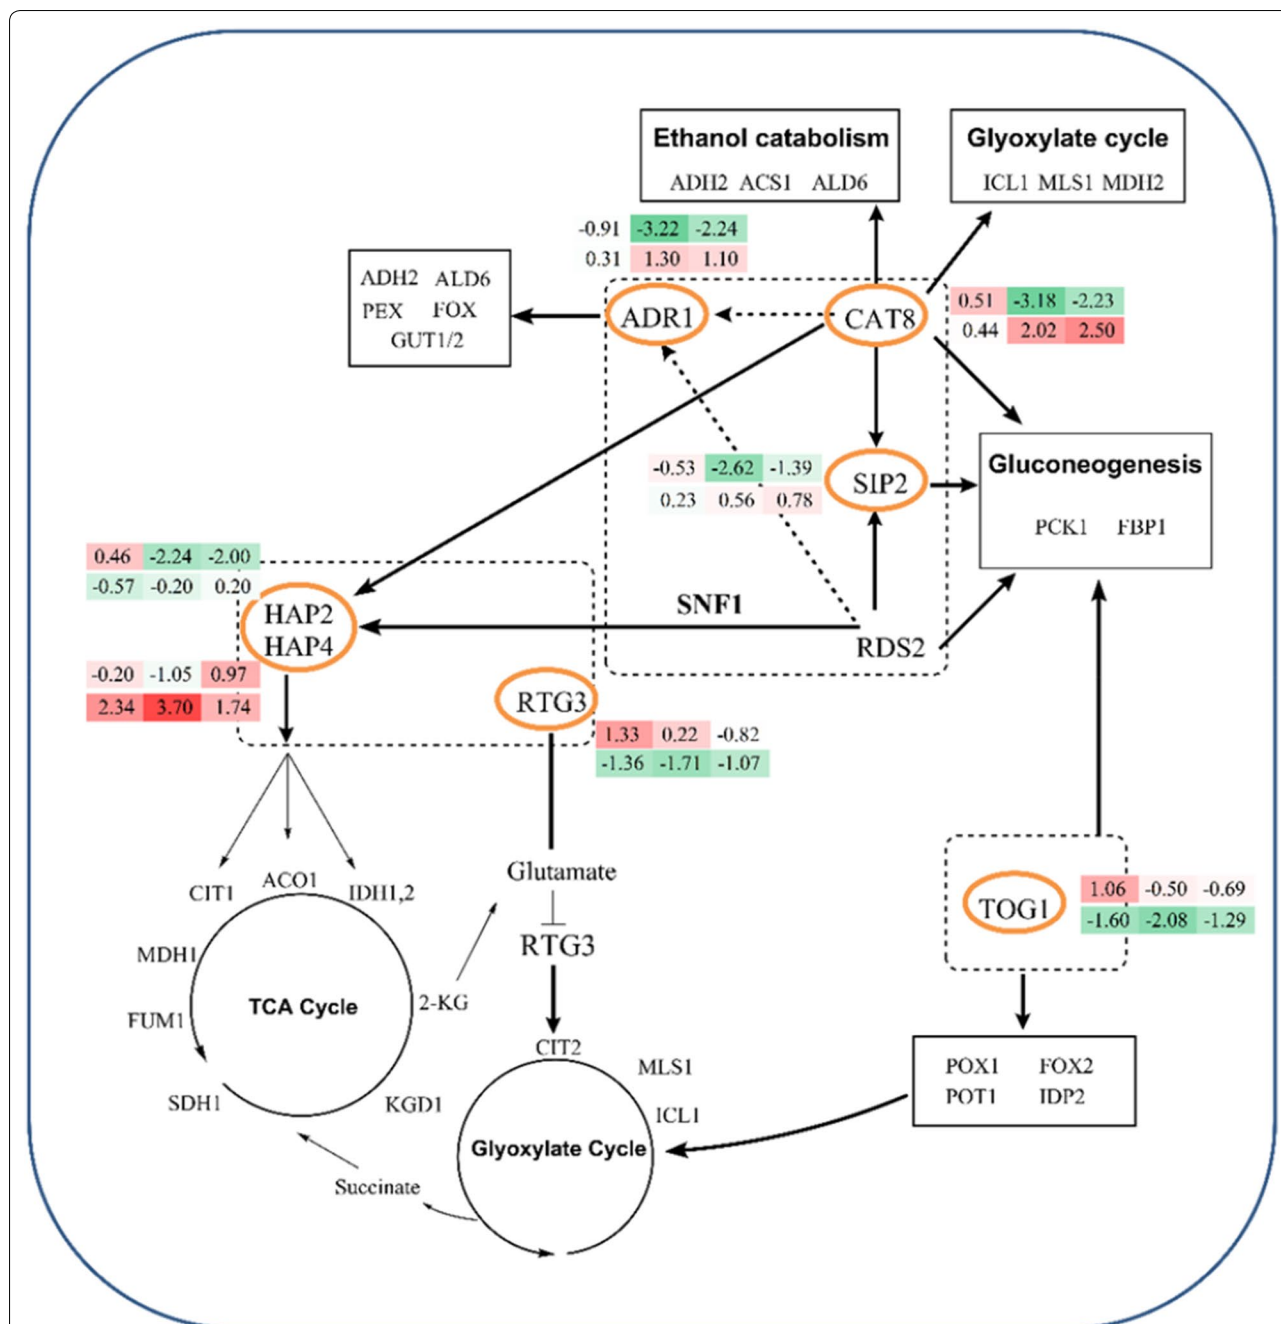 Ethanol catabolism
ADH2 ACS1 ALD6
Glyoxylate cycle
ICL1 MLS1 MDH2
-0.91 -3.22 -2.24
0.31 1.30 1.10
ADH2 ALD6
PEX FOX
GUT1/2
ADR1
CAT8
0.51 -3.18 -2.23
0.44 2.02 2.50
-0.53 -2.62 -1.39
0.23 0.56 0.78
SIP2
Gluconeogenesis
PCK1 FBP1
0.46 -2.24 -2.00
-0.57 -0.20 0.20
HAP2
HAP4
SNF1
RDS2
-0.20 -1.05 0.97
2.34 3.70 1.74
RTG3
1.33 0.22 -0.82
-1.36 -1.71 -1.07
Glutamate
RTG3
CIT1
ACO1
IDH1,2
MDH1
FUM1
SDH1
TCA Cycle
2-KG
KGD1
TOG1
1.06 -0.50 -0.69
-1.60 -2.08 -1.29
CIT2
MLS1
ICL1
Glyoxylate Cycle
Succinate
POX1 FOX2
POT1 IDP2